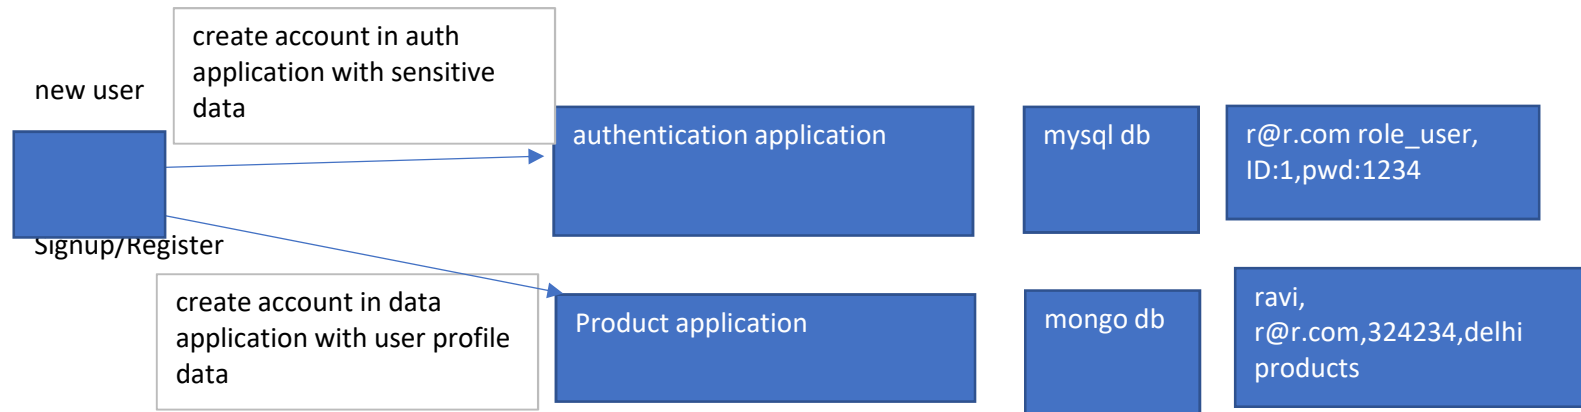 new user
Signup/Register
create account in auth
application with sensitive
data
authentication application
mysql db
r@r.com role_user,
ID:1,pwd:1234
create account in data
application with user profile
data
Product application
mongo db
ravi,
r@r.com,324234,delhi
products